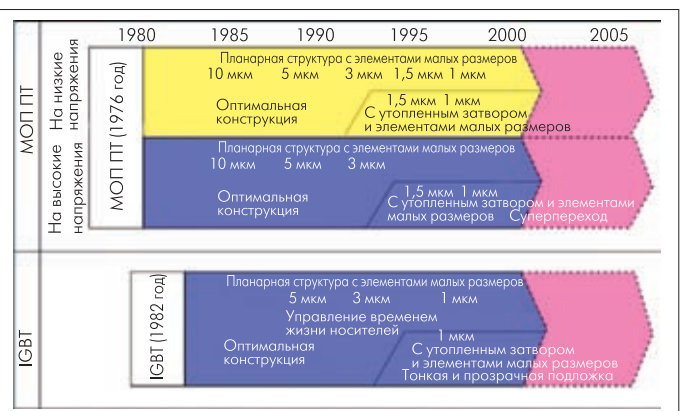 1980 1985 1990 1995 2000 2005
МОП ПТ
На низкие
напряжения
На высокие
напряжения
МОП ПТ (1976 год)
Планарная структура с элементами малых размеров
10 мкм 5 мкм 3 мкм 1,5 мкм 1 мкм
Оптимальная
конструкция
1,5 мкм 1 мкм
С утопленным затвором
и элементами малых размеров
Планарная структура с элементами малых размеров
10 мкм 5 мкм 3 мкм
Оптимальная
конструкция
1,5 мкм 1 мкм
С утопленным затвором и элементами
малых размеров Суперпереход
IGBT
IGBT (1982 год)
Планарная структура с элементами малых размеров
5 мкм 3 мкм 1 мкм
Управление временем
жизни носителей
Оптимальная
конструкция
1 мкм
С утопленным затвором
и элементами малых размеров
Тонкая и прозрачная подложка